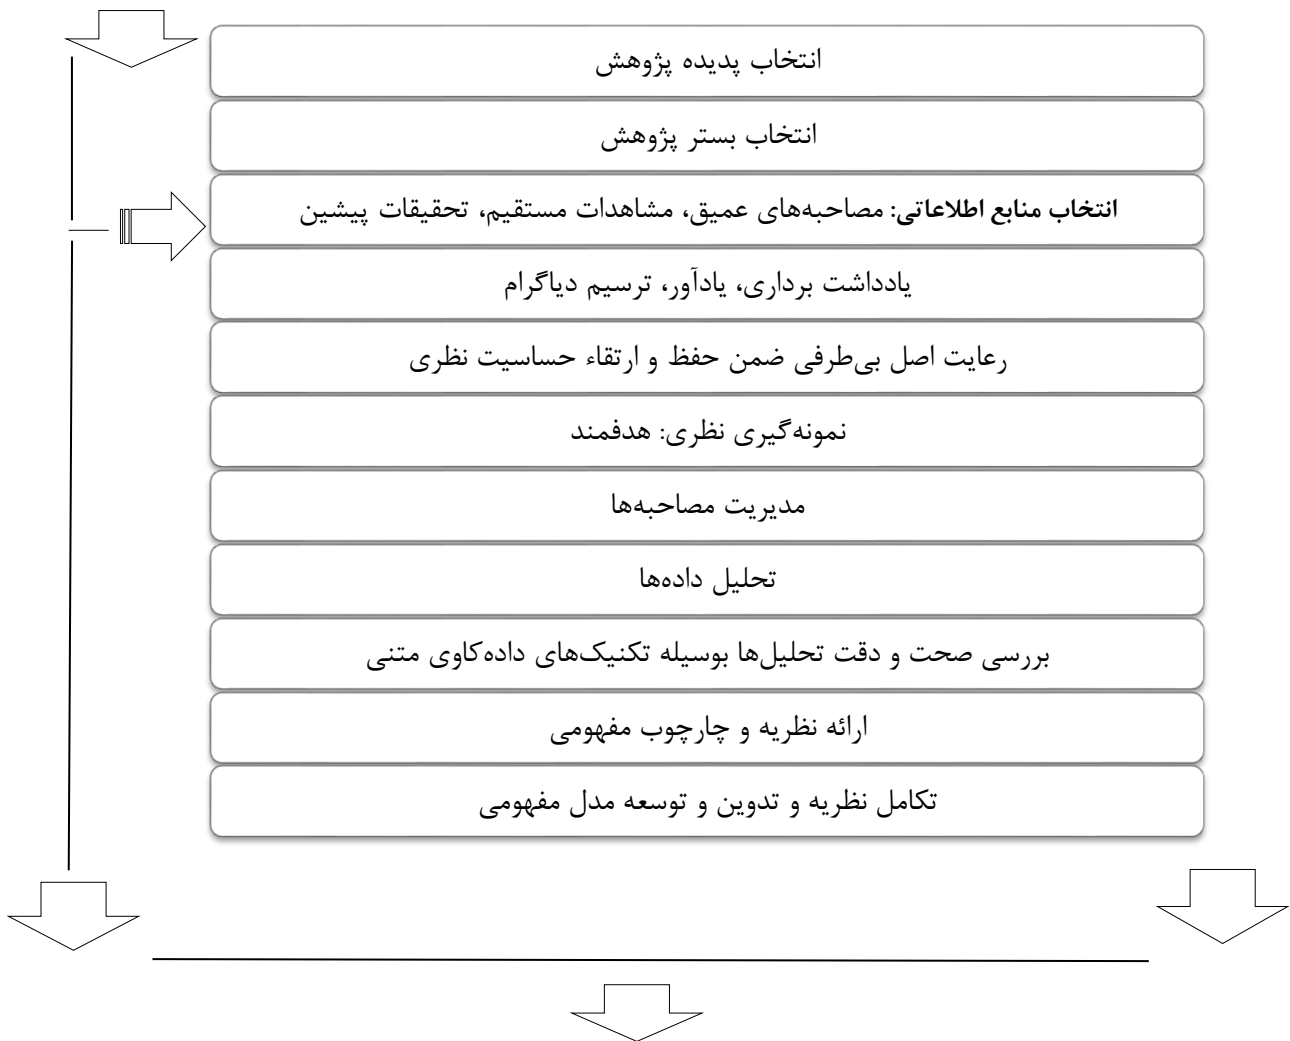 انتخاب پدیده پژوهش
انتخاب بستر پژوهش
انتخاب منابع اطلاعاتی: مصاحبه‌های عمیق، مشاهدات مستقیم، تحقیقات پیشین
یادداشت برداری، یادآور، ترسیم دیاگرام
رعایت اصل بی‌طرفی ضمن حفظ و ارتقاء حساسیت نظری
نمونه‌گیری نظری: هدفمند
مدیریت مصاحبه‌ها
تحلیل داده‌ها
بررسی صحت و دقت تحلیل‌ها بوسیله تکنیک‌های داده‌کاوی متنی
ارائه نظریه و چارچوب مفهومی
تکامل نظریه و تدوین و توسعه مدل مفهومی